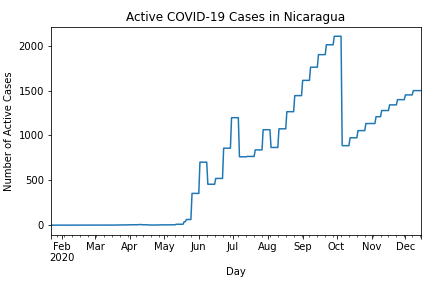 Active COVID-19 Cases in Nicaragua
Number of Active Cases
2000
1500
1000
500
0
Feb Mar Apr May Jun Jul Aug Sep Oct Nov Dec
2020
Day